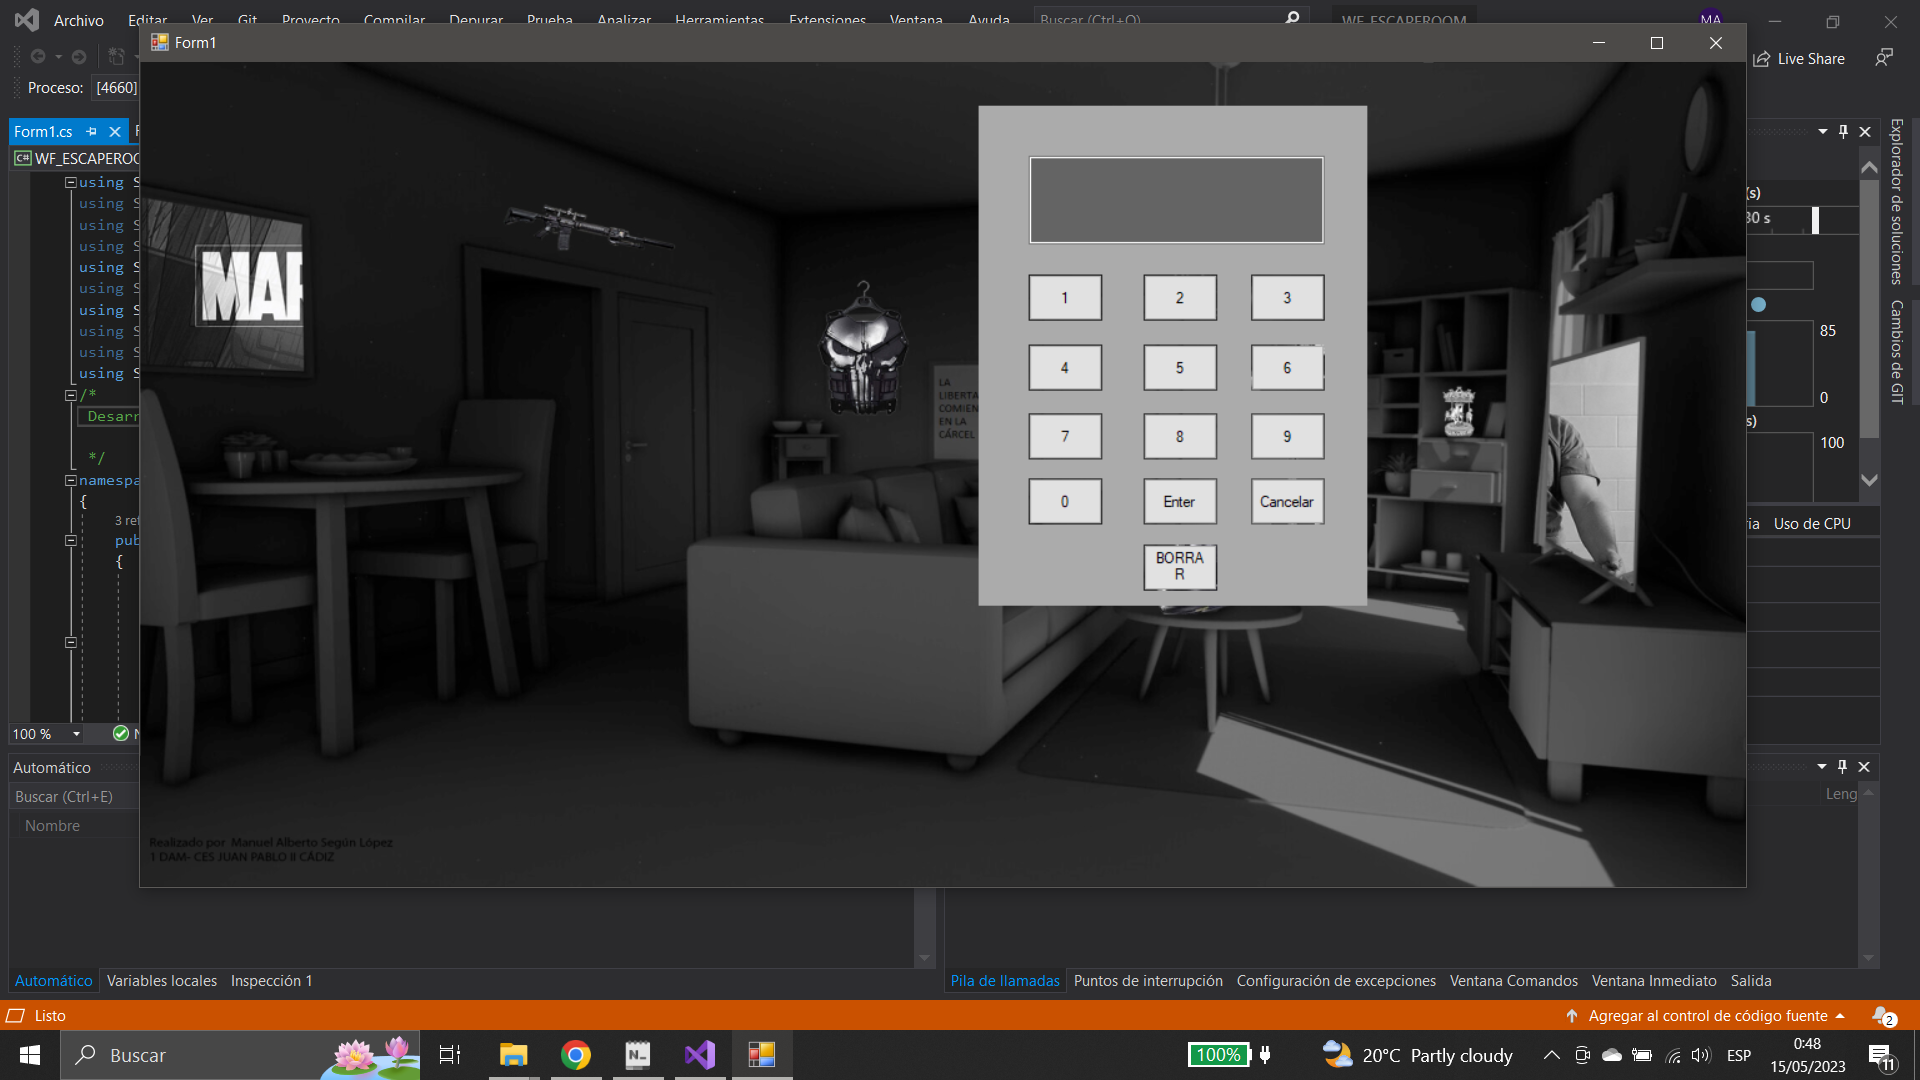 Archivo Editar Ver Git Proyecto Compilar Depurar Prueba Analizar Herramientas Extensiones Ventana Ayuda Buscar (Ctrl+Q) WF_ESCAPEROOM MA
Form1
Live Share
Proceso: [4660]
Form1.cs
WF_ESCAPEROO
using S
using S
using S
using S
using S
using S
using S
using S
using S
using S
/*
Desarr
*/
namespa
{
3 ref
pub
{
MAR
LA
LIBERTA
COMIEN
EN LA
CÁRCEL
1 2 3
4 5 6
7 8 9
0 Enter Cancelar
BORRA
R
Realizado por Manuel Alberto Según López
1 DAM- CES JUAN PABLO II CÁDIZ
(s)
30 s
85
0
s)
100
ria Uso de CPU
Explorador de soluciones
Cambios de GIT
100 % N
Automático
Buscar (Ctrl+E)
Nombre
Leng
Automático Variables locales Inspección 1
Pila de llamadas Puntos de interrupción Configuración de excepciones Ventana Comandos Ventana Inmediato Salida
Listo
Agregar al control de código fuente 2
Buscar
N
100%
20°C Partly cloudy
ESP
0:48
15/05/2023
11